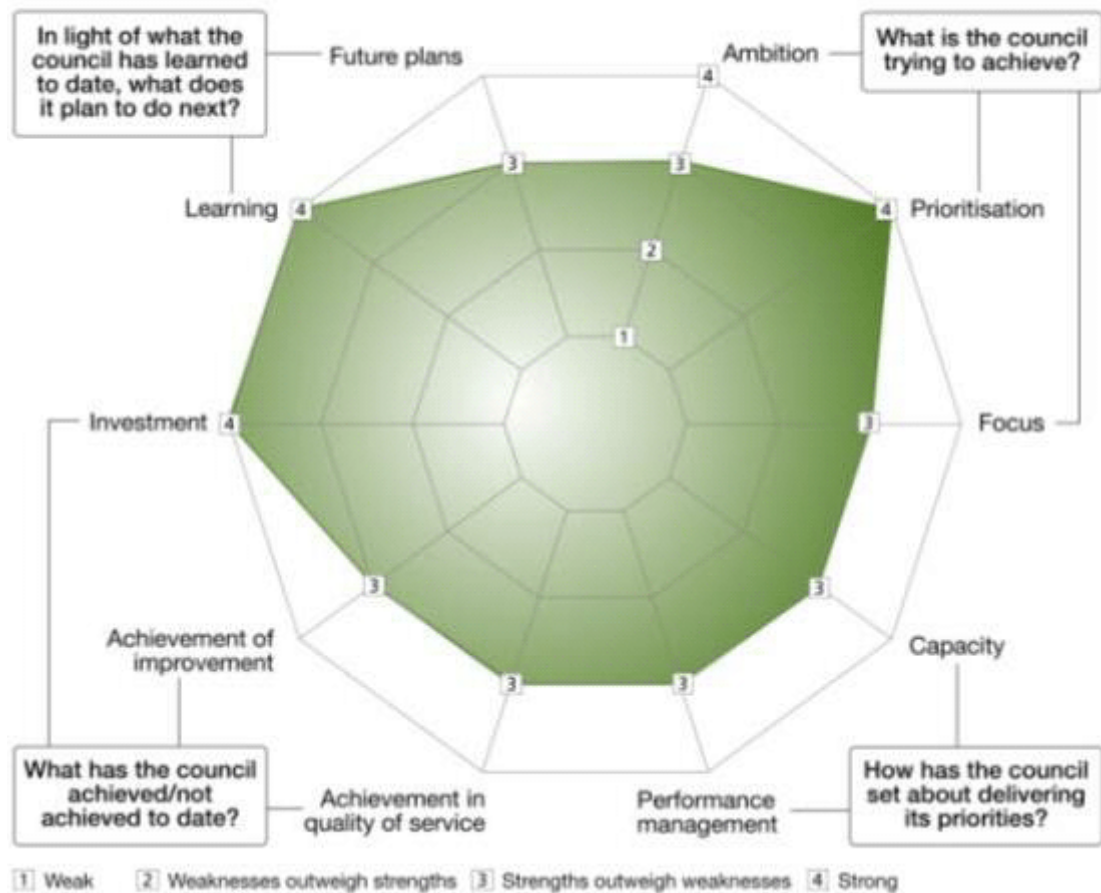 In light of what the
council has learned
to date, what does
it plan to do next?
Future plans
Ambition
What is the council
trying to achieve?
4
3
3
Learning
4
4
Prioritisation
2
1
Investment
4
3
Focus
3
3
Achievement of
improvement
Capacity
3
3
What has the council
achieved/not
achieved to date?
Achievement in
quality of service
Performance
management
How has the council
set about delivering
its priorities?
1 Weak 2 Weaknesses outweigh strengths 3 Strengths outweigh weaknesses 4 Strong